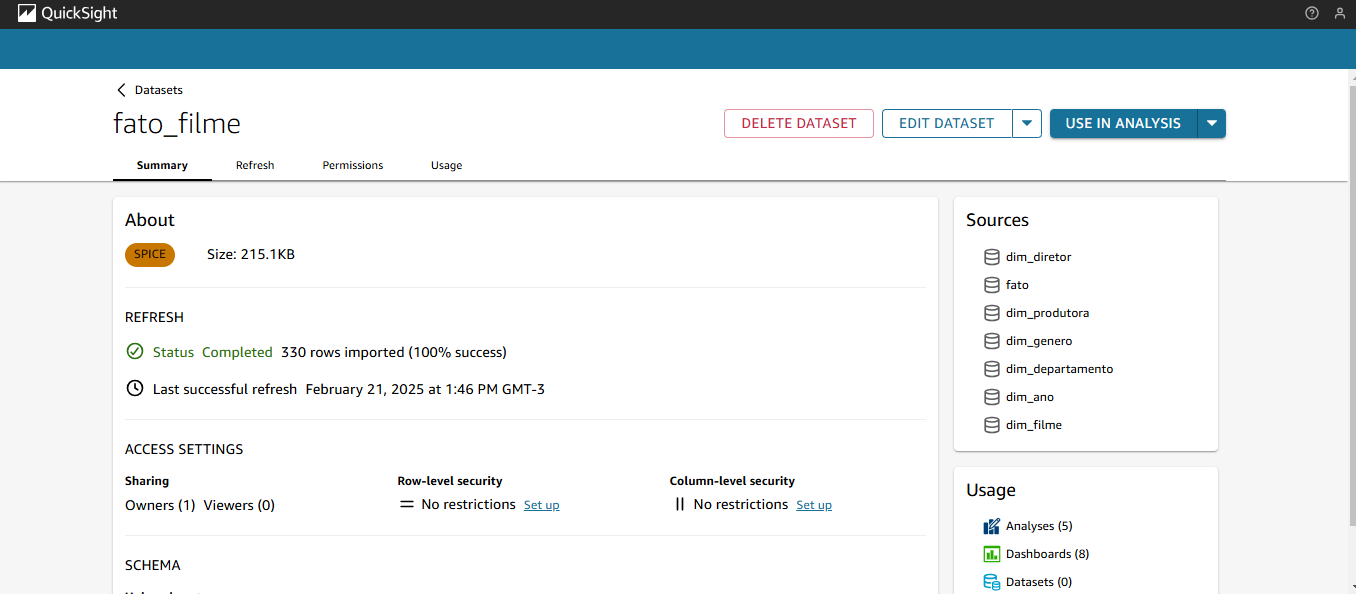 QuickSight
Datasets
fato_filme
DELETE DATASET
EDIT DATASET
USE IN ANALYSIS
Summary
Refresh
Permissions
Usage
About
SPICE
Size: 215.1KB
REFRESH
Status Completed 330 rows imported (100% success)
Last successful refresh February 21, 2025 at 1:46 PM GMT-3
ACCESS SETTINGS
Sharing
Owners (1) Viewers (0)
Row-level security
No restrictions Set up
Column-level security
No restrictions Set up
SCHEMA
Sources
dim_diretor
fato
dim_produtora
dim_genero
dim_departamento
dim_ano
dim_filme
Usage
Analyses (5)
Dashboards (8)
Datasets (0)